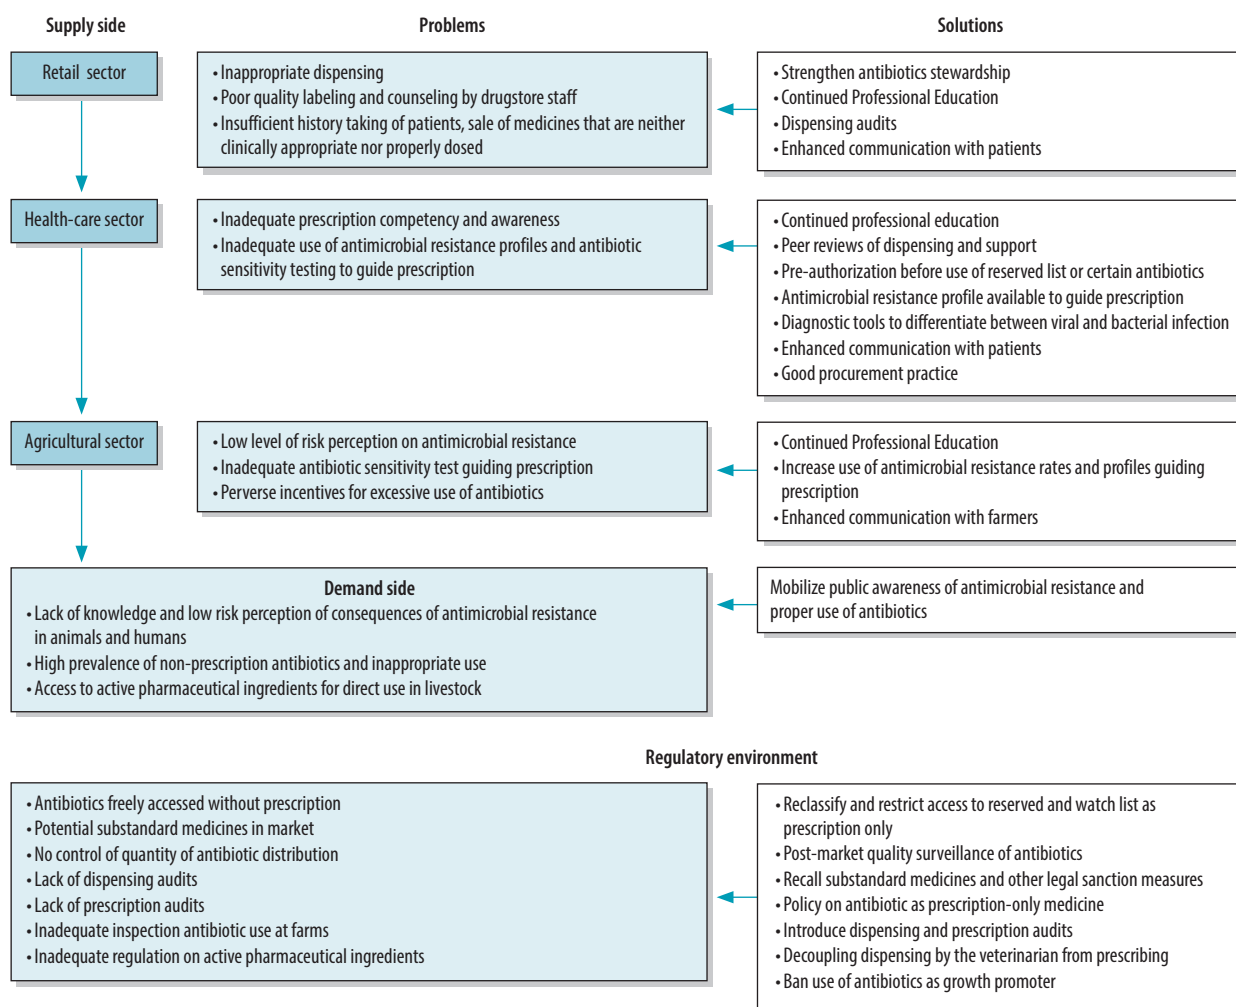 Supply side
Problems
Solutions
Retail sector
• Inappropriate dispensing
• Poor quality labeling and counseling by drugstore staff
• Insufficient history taking of patients, sale of medicines that are neither
clinically appropriate nor properly dosed
• Strengthen antibiotics stewardship
• Continued Professional Education
• Dispensing audits
• Enhanced communication with patients
Health-care sector
• Inadequate prescription competency and awareness
• Inadequate use of antimicrobial resistance profiles and antibiotic
sensitivity testing to guide prescription
• Continued professional education
• Peer reviews of dispensing and support
• Pre-authorization before use of reserved list or certain antibiotics
• Antimicrobial resistance profile available to guide prescription
• Diagnostic tools to differentiate between viral and bacterial infection
• Enhanced communication with patients
• Good procurement practice
Agricultural sector
• Low level of risk perception on antimicrobial resistance
• Inadequate antibiotic sensitivity test guiding prescription
• Perverse incentives for excessive use of antibiotics
• Continued Professional Education
• Increase use of antimicrobial resistance rates and profiles guiding
prescription
• Enhanced communication with farmers
Demand side
• Lack of knowledge and low risk perception of consequences of antimicrobial resistance
in animals and humans
• High prevalence of non-prescription antibiotics and inappropriate use
• Access to active pharmaceutical ingredients for direct use in livestock
Mobilize public awareness of antimicrobial resistance and
proper use of antibiotics
Regulatory environment
• Antibiotics freely accessed without prescription
• Potential substandard medicines in market
• No control of quantity of antibiotic distribution
• Lack of dispensing audits
• Lack of prescription audits
• Inadequate inspection antibiotic use at farms
• Inadequate regulation on active pharmaceutical ingredients
• Reclassify and restrict access to reserved and watch list as
prescription only
• Post-market quality surveillance of antibiotics
• Recall substandard medicines and other legal sanction measures
• Policy on antibiotic as prescription-only medicine
• Introduce dispensing and prescription audits
• Decoupling dispensing by the veterinarian from prescribing
• Ban use of antibiotics as growth promoter